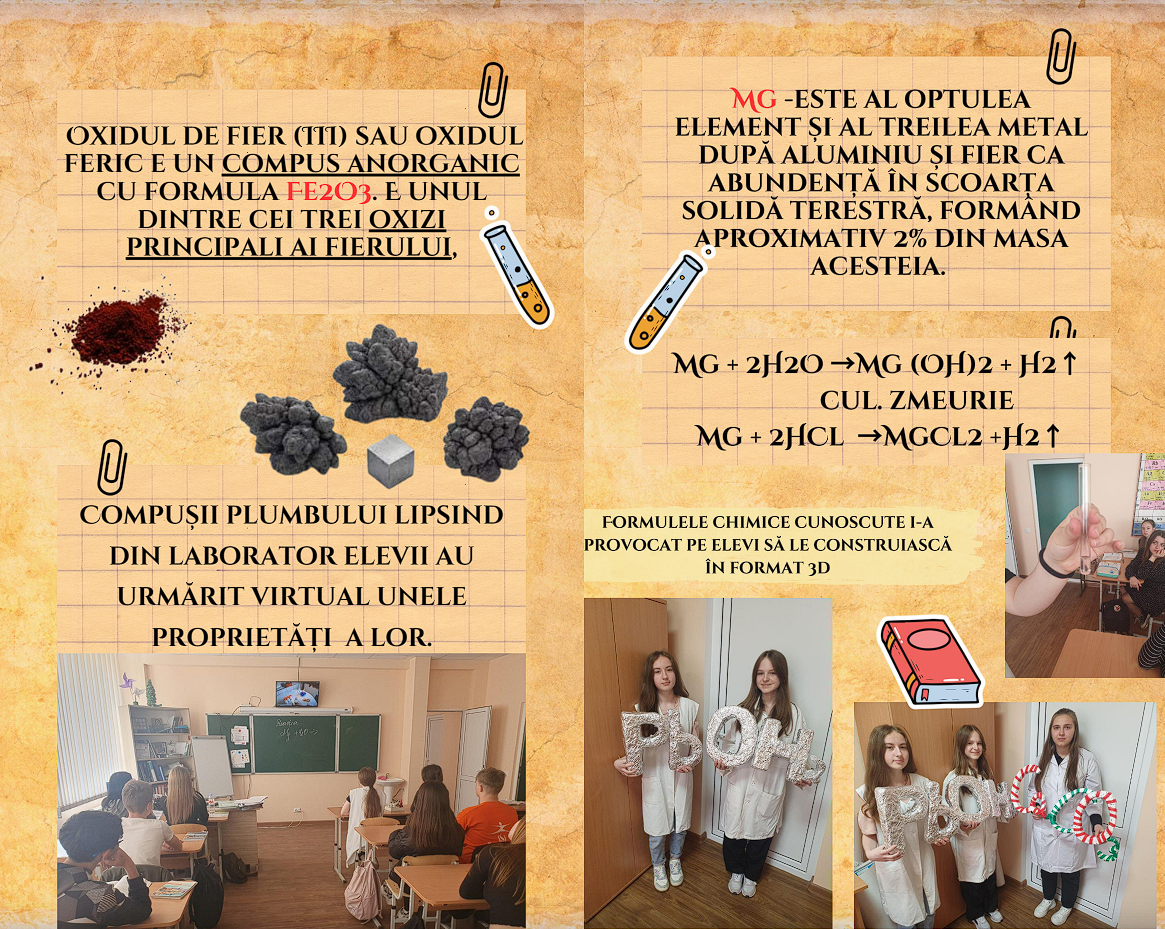 OXIDUL DE FIER (III) SAU OXIDUL
FERIC E UN COMPUS ANORGANIC
CU FORMULA FE2O3. E UNUL
DINTRE CEI TREI OXIZI
PRINCIPALI AI FIERULUI,
COMPUȘII PLUMBULUI LIPSIND
DIN LABORATOR ELEVII AU
URMĂRIT VIRTUAL UNELE
PROPRIETĂȚI A LOR.
MG -ESTE AL OPTULEA
ELEMENT ȘI AL TREILEA METAL
DUPĂ ALUMINIU ȘI FIER CA
ABUNDENȚĂ ÎN SCOARȚA
SOLIDĂ TERESTRĂ, FORMÂND
APROXIMATIV 2% DIN MASA
ACESTEIA.
MG + 2H2O →MG (OH)2 + H2↑
CUL. ZMEURIE
MG + 2HCL →MGCL2 +H2↑
FORMULELE CHIMICE CUNOSCUTE I-A
PROVOCAT PE ELEVI SĂ LE CONSTRUIASCĂ
ÎN FORMAT 3D
PbOH
PbOHCO3